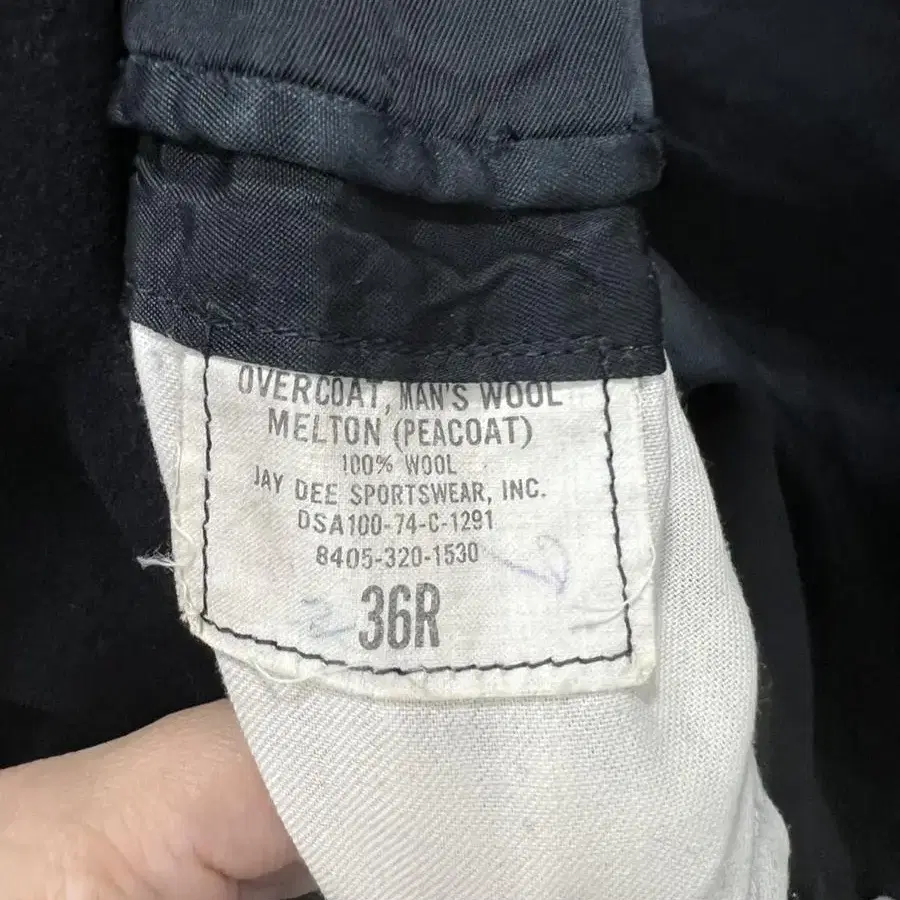 OVERCOAT, MAN'S WOOL
MELTON (PEACOAT)
100% WOOL
JAY DEE SPORTSWEAR, INC.
DSA100-74-C-1291
8405-320-1530
36R